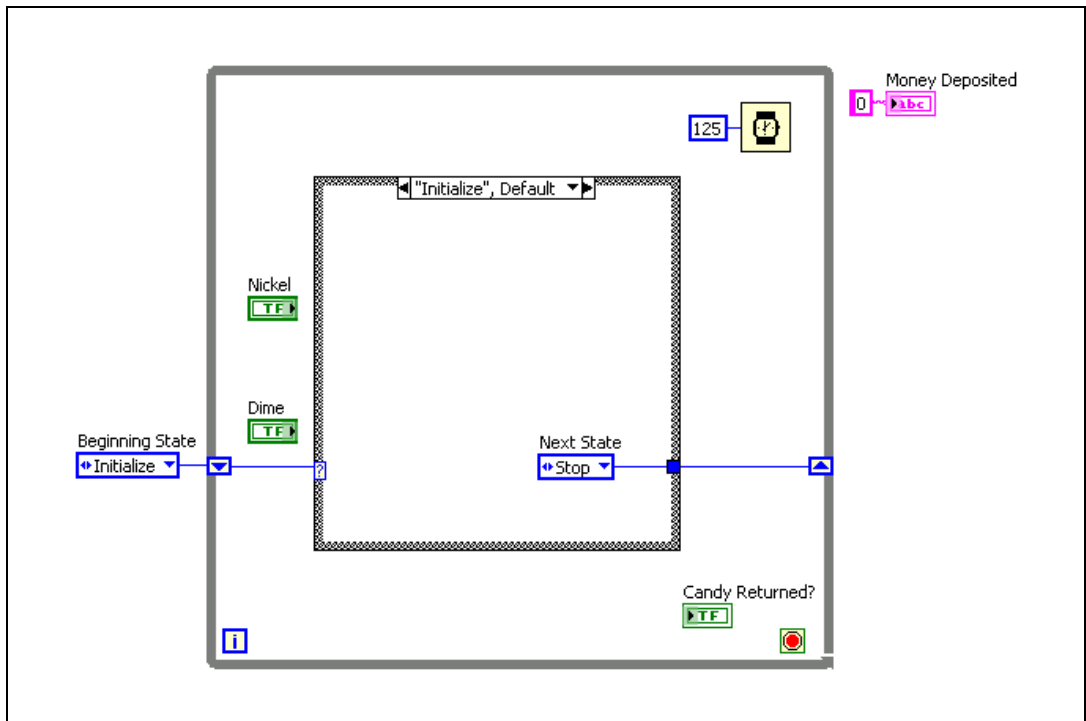 Money Deposited
0 abc
125
"Initialize", Default
Nickel
TF
Dime
TF
Beginning State
Initialize
?
Next State
Stop
Candy Returned?
TF
i